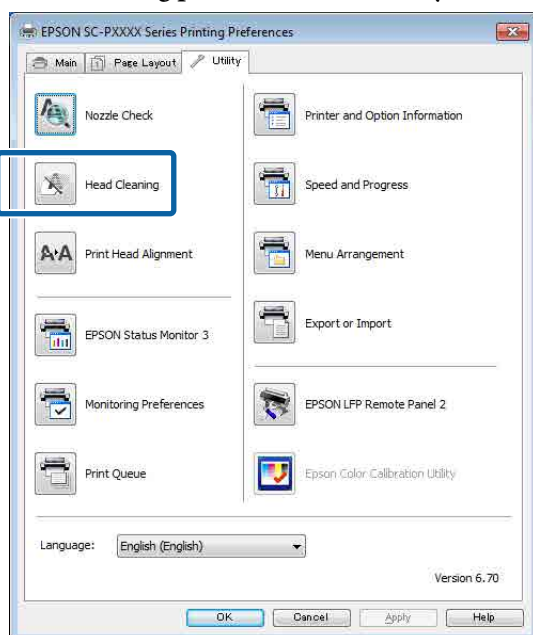 EPSON SC-PXXXX Series Printing Preferences
Main Page Layout Utility
Nozzle Check
Printer and Option Information
Head Cleaning
Speed and Progress
Print Head Alignment
Menu Arrangement
EPSON Status Monitor 3
Export or Import
Monitoring Preferences
EPSON LFP Remote Panel 2
Print Queue
Epson Color Calibration Utility
Language: English (English)
Version 6.70
OK Cancel Apply Help